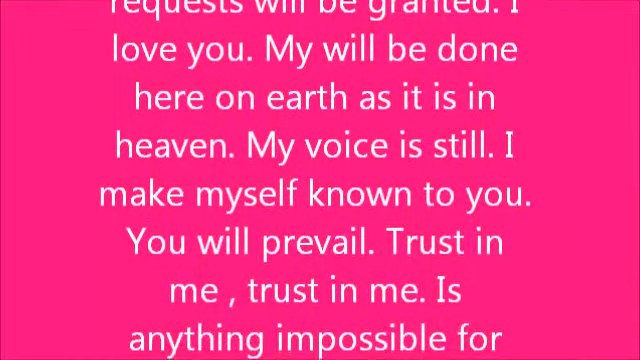 requests will be granted. I
love you. My will be done
here on earth as it is in
heaven. My voice is still. I
make myself known to you.
You will prevail. Trust in
me , trust in me. Is
anything impossible for